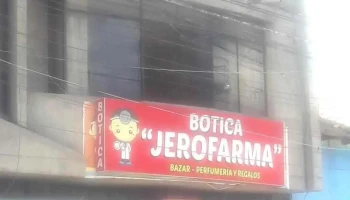 BOTICA
BOTICA
"JEROFARMA"
BAZAR - PERFUMERIA Y REGALOS